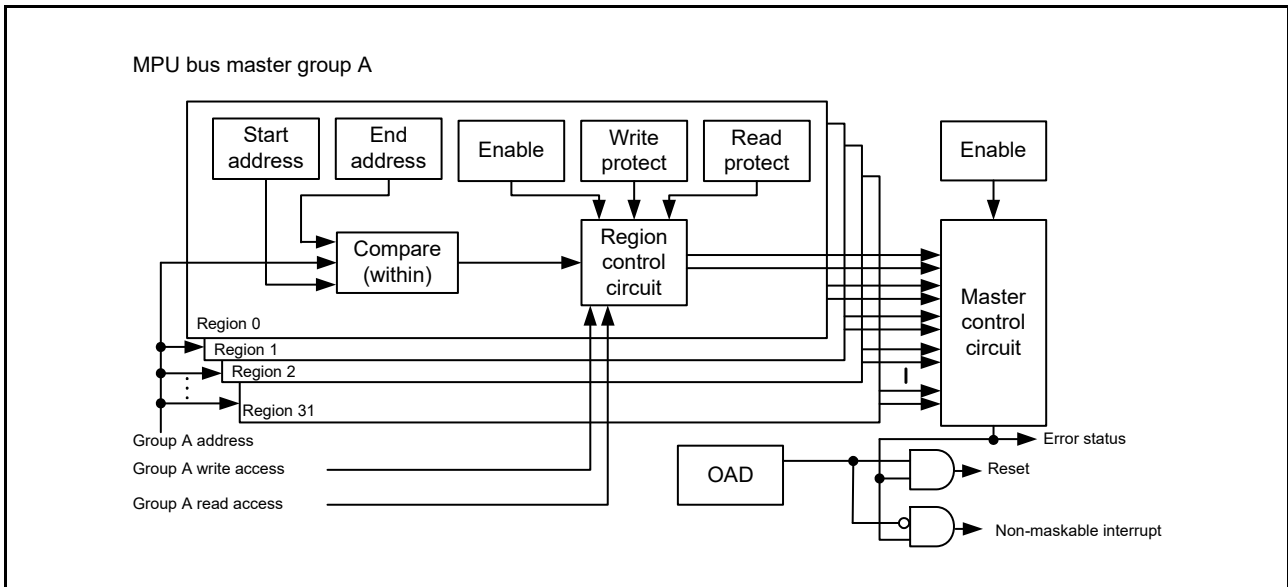 MPU bus master group A
Start
address
End
address
Enable
Write
protect
Read
protect
Enable
Compare
(within)
Region
control
circuit
Master
control
circuit
Region 0
Region 1
Region 2
Region 31
Group A address
Group A write access
Group A read access
OAD
Error status
Reset
Non-maskable interrupt